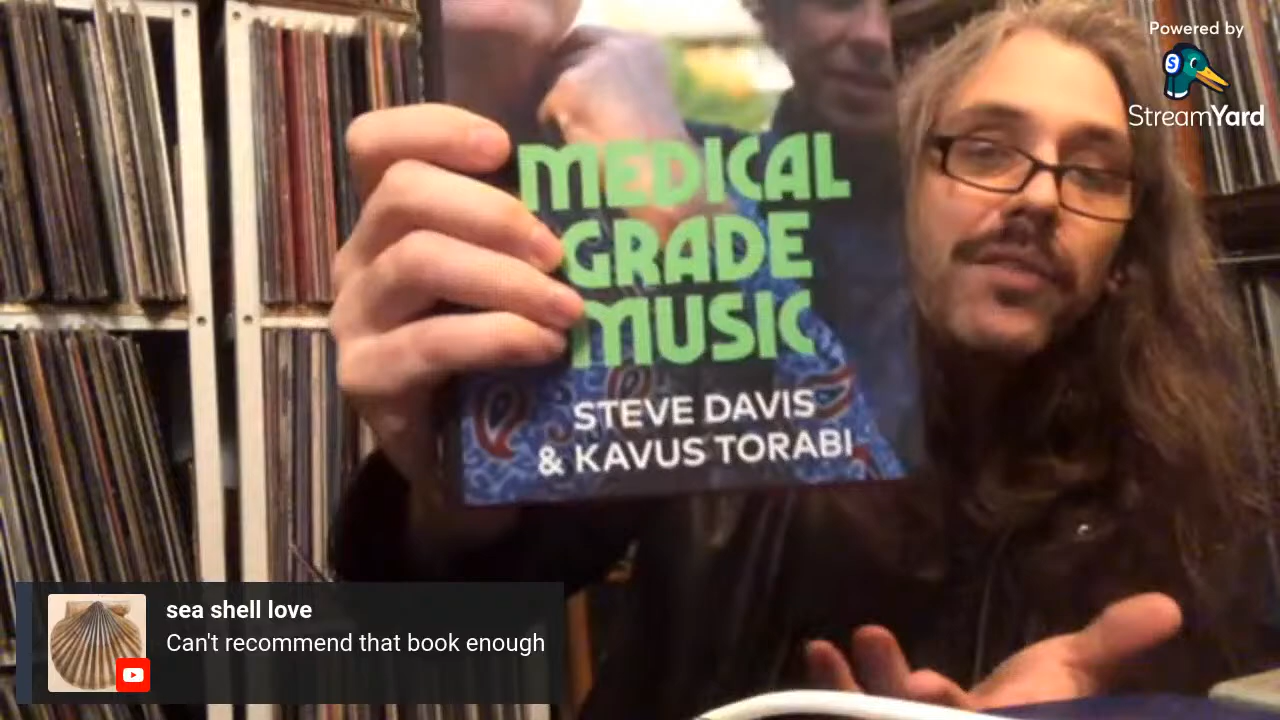 Powered by
S
StreamYard
MEDICAL
GRADE
MUSIC
STEVE DAVIS
& KAVUS TORABI
sea shell love
Can't recommend that book enough